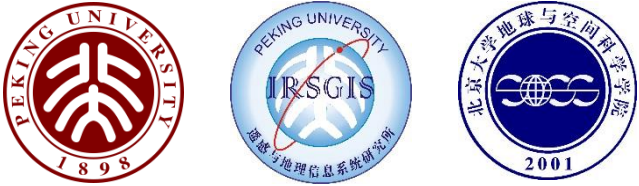 PEKING UNIVERSITY
1898
PEKING UNIVERSITY
IRSGIS
遥感与地理信息系统研究所
北京大学地球与空间科学学院
SESS
2001